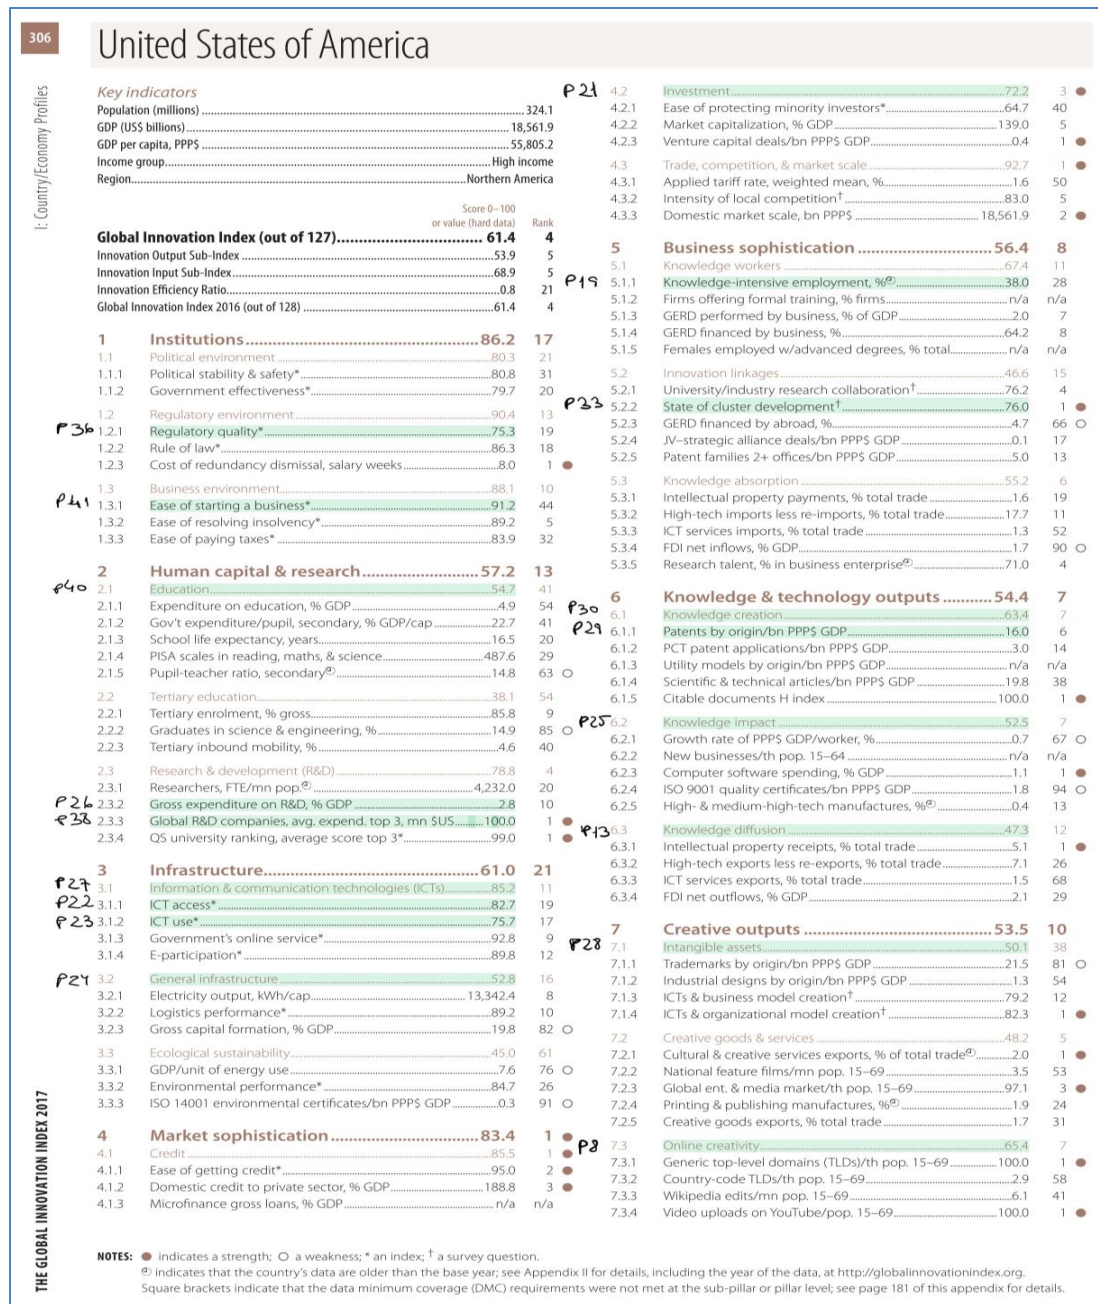 306
United States of America
I: Country/Economy Profiles
Key indicators
Population (millions) 324.1
GDP (US$ billions) 18,561.9
GDP per capita, PPP$ 55,805.2
Income group High income
Region Northern America
Score 0–100
or value (hard data) Rank
Global Innovation Index (out of 127) 61.4 4
Innovation Output Sub-Index 53.9 5
Innovation Input Sub-Index 68.9 5
Innovation Efficiency Ratio 0.8 21
Global Innovation Index 2016 (out of 128) 61.4 4
1 Institutions 86.2 17
1.1 Political environment 80.3 21
1.1.1 Political stability & safety* 80.8 31
1.1.2 Government effectiveness* 79.7 20
1.2 Regulatory environment 90.4 13
P36 1.2.1 Regulatory quality* 75.3 19
1.2.2 Rule of law* 86.3 18
1.2.3 Cost of redundancy dismissal, salary weeks 8.0 1 ●
1.3 Business environment 88.1 10
P41 1.3.1 Ease of starting a business* 91.2 44
1.3.2 Ease of resolving insolvency* 89.2 5
1.3.3 Ease of paying taxes* 83.9 32
2 Human capital & research 57.2 13
P40 2.1 Education 54.7 41
2.1.1 Expenditure on education, % GDP 4.9 54
2.1.2 Gov't expenditure/pupil, secondary, % GDP/cap 22.7 41
2.1.3 School life expectancy, years 16.5 20
2.1.4 PISA scales in reading, maths, & science 487.6 29
2.1.5 Pupil-teacher ratio, secondary 14.8 63 ○
2.2 Tertiary education 38.1 54
2.2.1 Tertiary enrolment, % gross 85.8 9
2.2.2 Graduates in science & engineering, % 14.9 85 ○
2.2.3 Tertiary inbound mobility, % 4.6 40
2.3 Research & development (R&D) 78.8 4
2.3.1 Researchers, FTE/mn pop. 4,232.0 20
P26 2.3.2 Gross expenditure on R&D, % GDP 2.8 10
P38 2.3.3 Global R&D companies, avg. expend. top 3, mn $US 100.0 1 ●
2.3.4 QS university ranking, average score top 3* 99.0 1 ●
3 Infrastructure 61.0 21
P27 3.1 Information & communication technologies (ICTs) 85.2 11
P22 3.1.1 ICT access* 82.7 19
P23 3.1.2 ICT use* 75.7 17
3.1.3 Government's online service* 92.8 9
3.1.4 E-participation* 89.8 12
P24 3.2 General infrastructure 52.8 16
3.2.1 Electricity output, kWh/cap 13,342.4 8
3.2.2 Logistics performance* 89.2 10
3.2.3 Gross capital formation, % GDP 19.8 82 ○
3.3 Ecological sustainability 45.0 61
3.3.1 GDP/unit of energy use 7.6 76 ○
3.3.2 Environmental performance* 84.7 26
3.3.3 ISO 14001 environmental certificates/bn PPP$ GDP 0.3 91 ○
4 Market sophistication 83.4 1 ●
4.1 Credit 85.5 1 ●
4.1.1 Ease of getting credit* 95.0 2 ●
4.1.2 Domestic credit to private sector, % GDP 188.8 3 ●
4.1.3 Microfinance gross loans, % GDP n/a n/a
P21 4.2 Investment 72.2 3 ●
4.2.1 Ease of protecting minority investors* 64.7 40
4.2.2 Market capitalization, % GDP 139.0 5
4.2.3 Venture capital deals/bn PPP$ GDP 0.4 1 ●
4.3 Trade, competition, & market scale 92.7 1 ●
4.3.1 Applied tariff rate, weighted mean, % 1.6 50
4.3.2 Intensity of local competition† 83.0 5
4.3.3 Domestic market scale, bn PPP$ 18,561.9 2 ●
5 Business sophistication 56.4 8
5.1 Knowledge workers 67.4 11
P19 5.1.1 Knowledge-intensive employment, % 38.0 28
5.1.2 Firms offering formal training, % firms n/a n/a
5.1.3 GERD performed by business, % of GDP 2.0 7
5.1.4 GERD financed by business, % 64.2 8
5.1.5 Females employed w/advanced degrees, % total n/a n/a
5.2 Innovation linkages 46.6 15
5.2.1 University/industry research collaboration† 76.2 4
P33 5.2.2 State of cluster development† 76.0 1 ●
5.2.3 GERD financed by abroad, % 4.7 66 ○
5.2.4 JV–strategic alliance deals/bn PPP$ GDP 0.1 17
5.2.5 Patent families 2+ offices/bn PPP$ GDP 5.0 13
5.3 Knowledge absorption 55.2 6
5.3.1 Intellectual property payments, % total trade 1.6 19
5.3.2 High-tech imports less re-imports, % total trade 17.7 11
5.3.3 ICT services imports, % total trade 1.3 52
5.3.4 FDI net inflows, % GDP 1.7 90 ○
5.3.5 Research talent, % in business enterprise 71.0 4
6 Knowledge & technology outputs 54.4 7
P30 6.1 Knowledge creation 63.4 7
P29 6.1.1 Patents by origin/bn PPP$ GDP 16.0 6
6.1.2 PCT patent applications/bn PPP$ GDP 3.0 14
6.1.3 Utility models by origin/bn PPP$ GDP n/a n/a
6.1.4 Scientific & technical articles/bn PPP$ GDP 19.8 38
6.1.5 Citable documents H index 100.0 1 ●
P25 6.2 Knowledge impact 52.5 7
6.2.1 Growth rate of PPP$ GDP/worker, % 0.7 67 ○
6.2.2 New businesses/th pop. 15–64 n/a n/a
6.2.3 Computer software spending, % GDP 1.1 1 ●
6.2.4 ISO 9001 quality certificates/bn PPP$ GDP 1.8 94 ○
6.2.5 High- & medium-high-tech manufactures, % 0.4 13
P13 6.3 Knowledge diffusion 47.3 12
6.3.1 Intellectual property receipts, % total trade 5.1 1 ●
6.3.2 High-tech exports less re-exports, % total trade 7.1 26
6.3.3 ICT services exports, % total trade 1.5 68
6.3.4 FDI net outflows, % GDP 2.1 29
7 Creative outputs 53.5 10
P28 7.1 Intangible assets 50.1 38
7.1.1 Trademarks by origin/bn PPP$ GDP 21.5 81 ○
7.1.2 Industrial designs by origin/bn PPP$ GDP 1.3 54
7.1.3 ICTs & business model creation† 79.2 12
7.1.4 ICTs & organizational model creation† 82.3 1 ●
7.2 Creative goods & services 48.2 5
7.2.1 Cultural & creative services exports, % of total trade 2.0 1 ●
7.2.2 National feature films/mn pop. 15–69 3.5 53
7.2.3 Global ent. & media market/th pop. 15–69 97.1 3 ●
7.2.4 Printing & publishing manufactures, % 1.9 24
7.2.5 Creative goods exports, % total trade 1.7 31
P8 7.3 Online creativity 65.4 7
7.3.1 Generic top-level domains (TLDs)/th pop. 15–69 100.0 1 ●
7.3.2 Country-code TLDs/th pop. 15–69 2.9 58
7.3.3 Wikipedia edits/mn pop. 15–69 6.1 41
7.3.4 Video uploads on YouTube/pop. 15–69 100.0 1 ●
THE GLOBAL INNOVATION INDEX 2017
NOTES: ● indicates a strength; ○ a weakness; * an index; † a survey question.
indicates that the country's data are older than the base year; see Appendix II for details, including the year of the data, at http://globalinnovationindex.org.
Square brackets indicate that the data minimum coverage (DMC) requirements were not met at the sub-pillar or pillar level; see page 181 of this appendix for details.